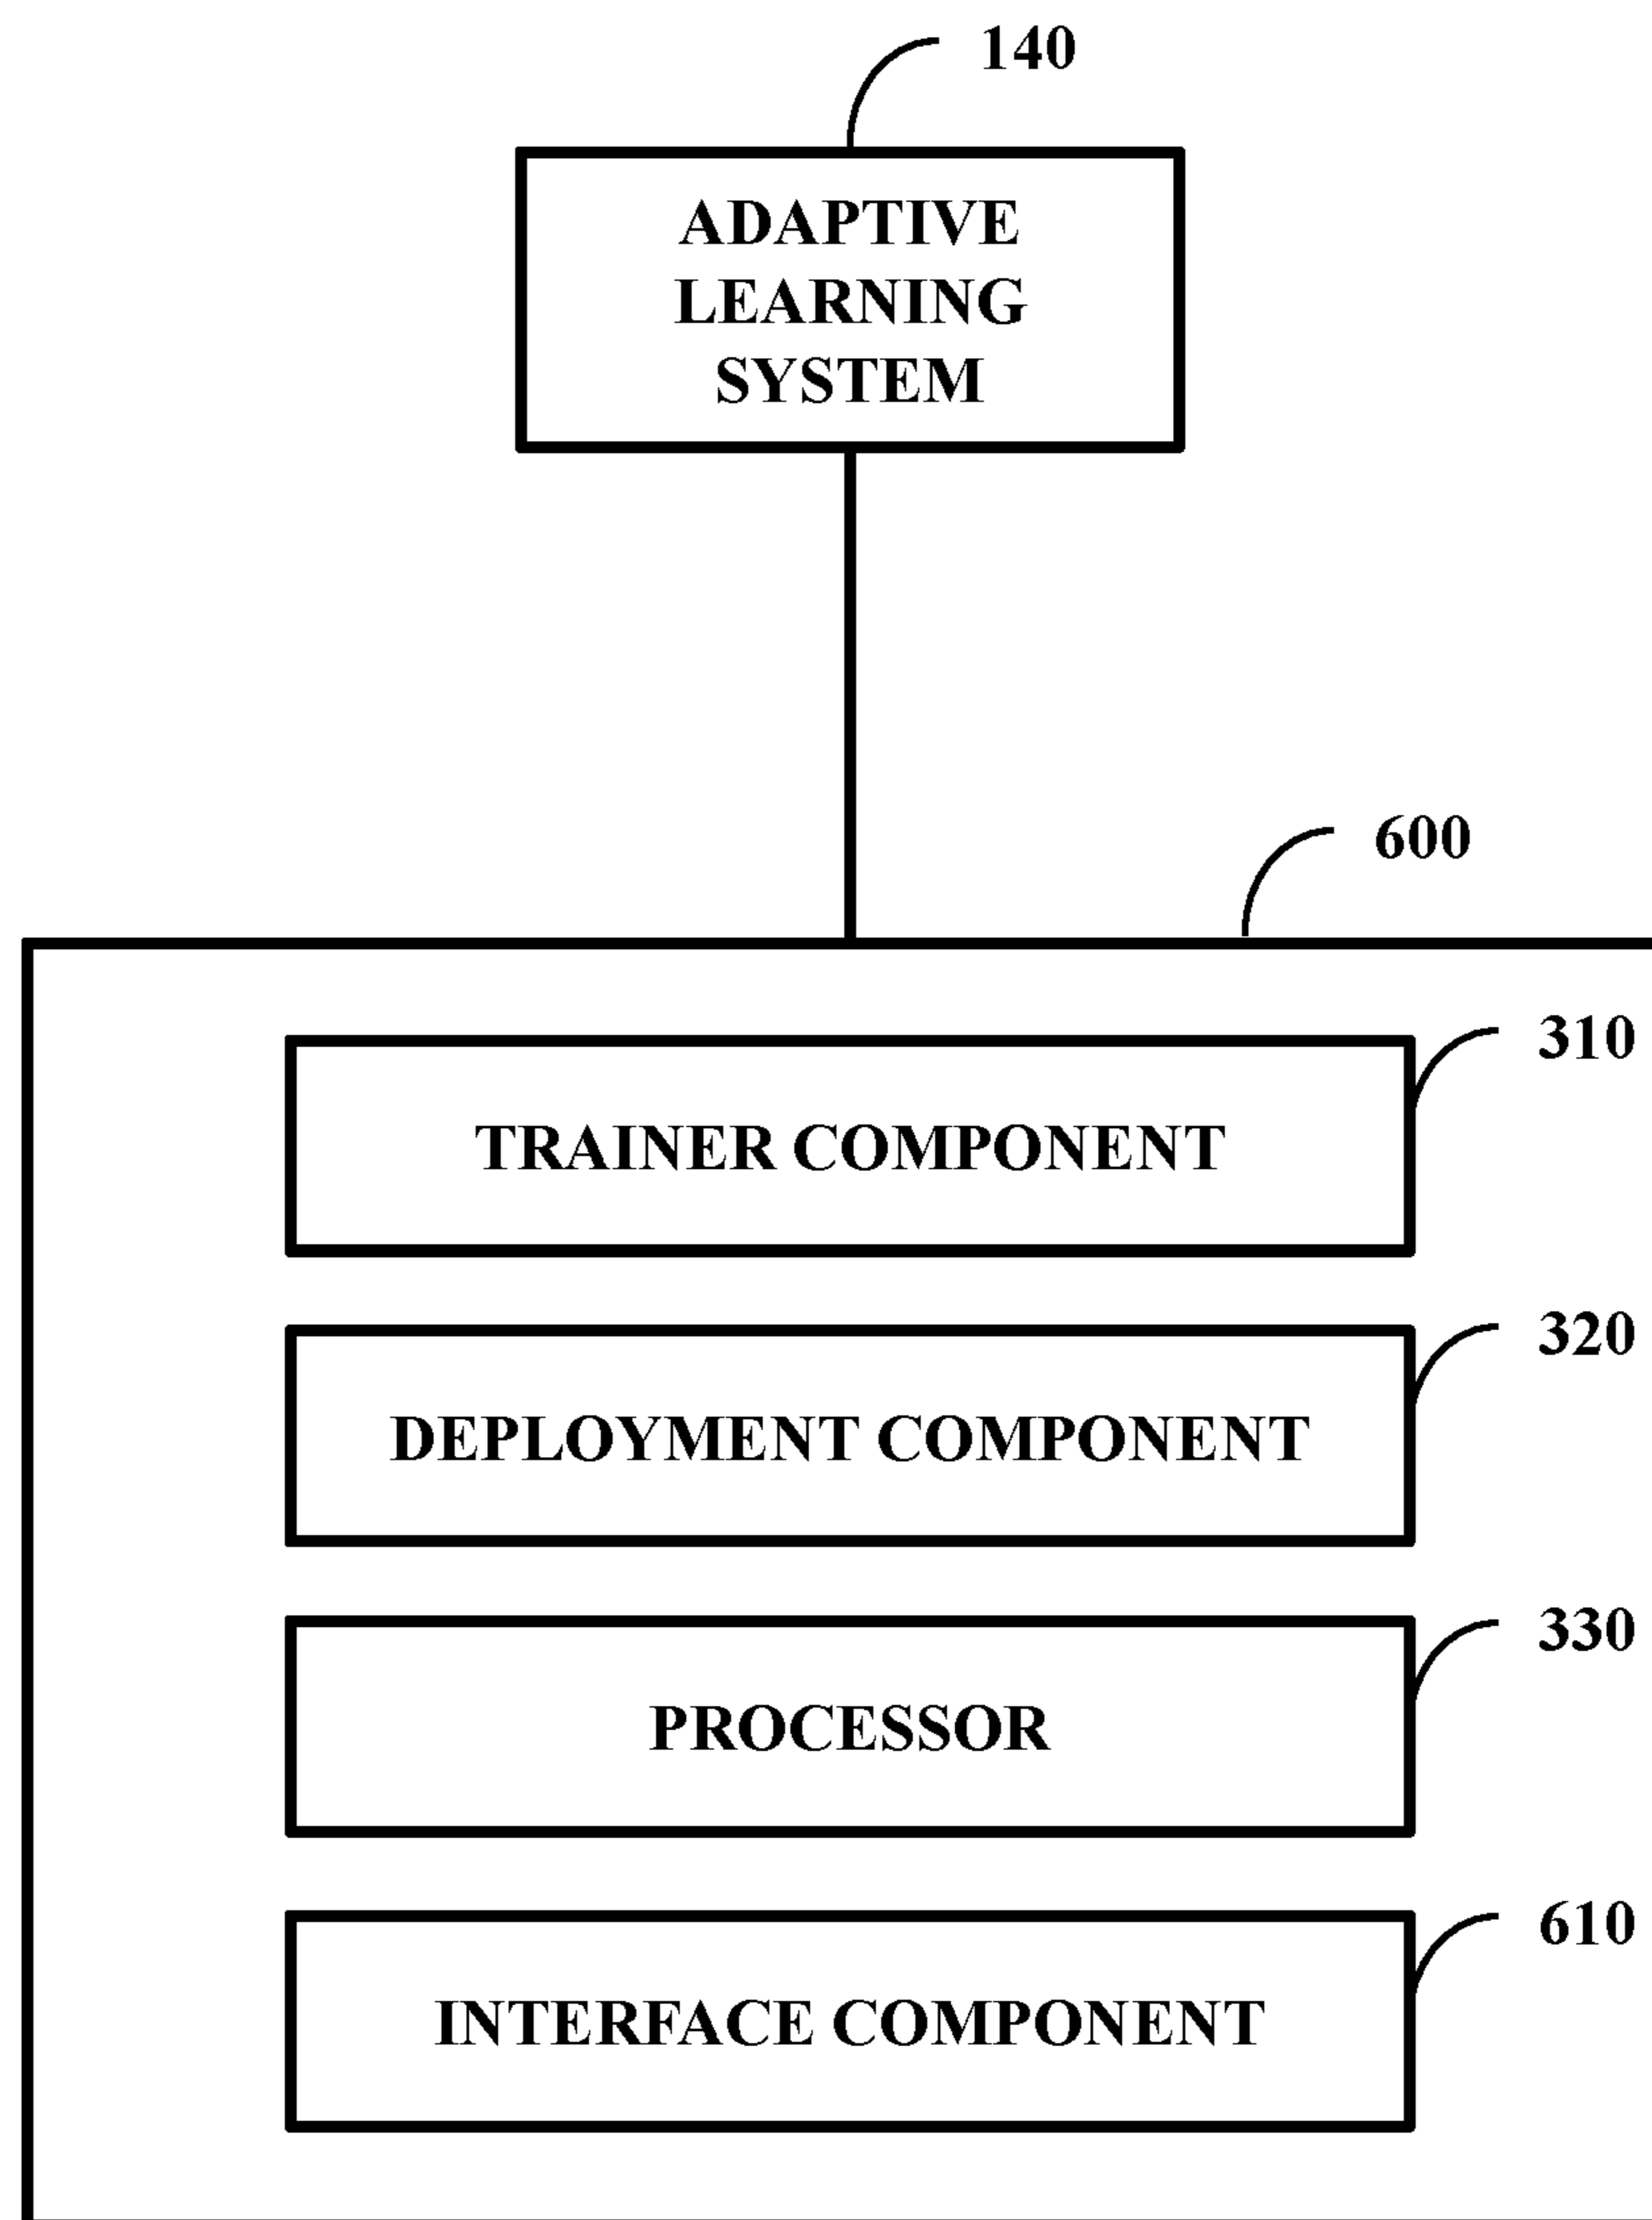 140
ADAPTIVE
LEARNING
SYSTEM
600
310
TRAINER COMPONENT
320
DEPLOYMENT COMPONENT
330
PROCESSOR
610
INTERFACE COMPONENT